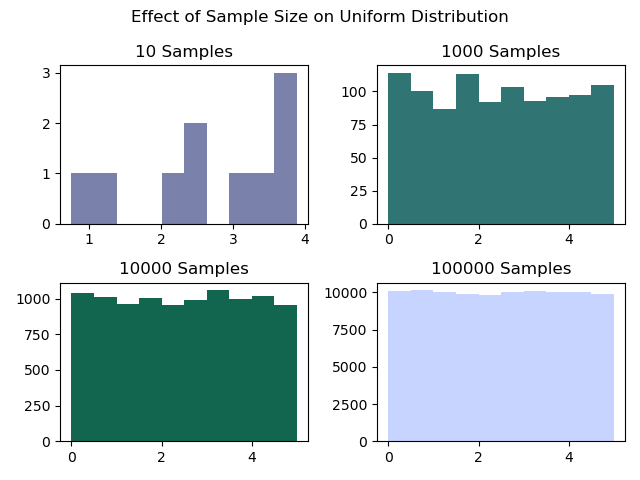 Effect of Sample Size on Uniform Distribution
10 Samples
3
2
1
0
1 2 3 4
1000 Samples
100
75
50
25
0
0 2 4
10000 Samples
1000
750
500
250
0
0 2 4
100000 Samples
10000
7500
5000
2500
0
0 2 4